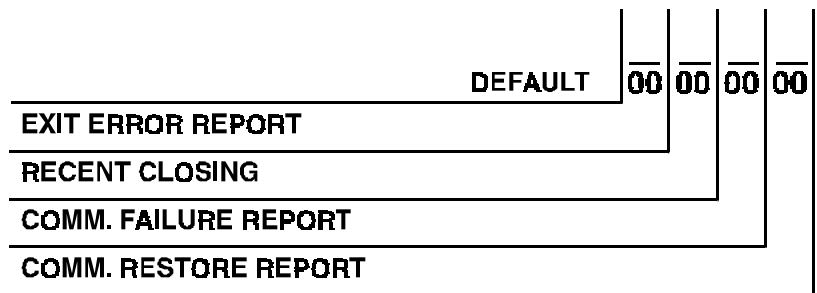 DEFAULT 00 00 00 00
EXIT ERROR REPORT
RECENT CLOSING
COMM. FAILURE REPORT
COMM. RESTORE REPORT